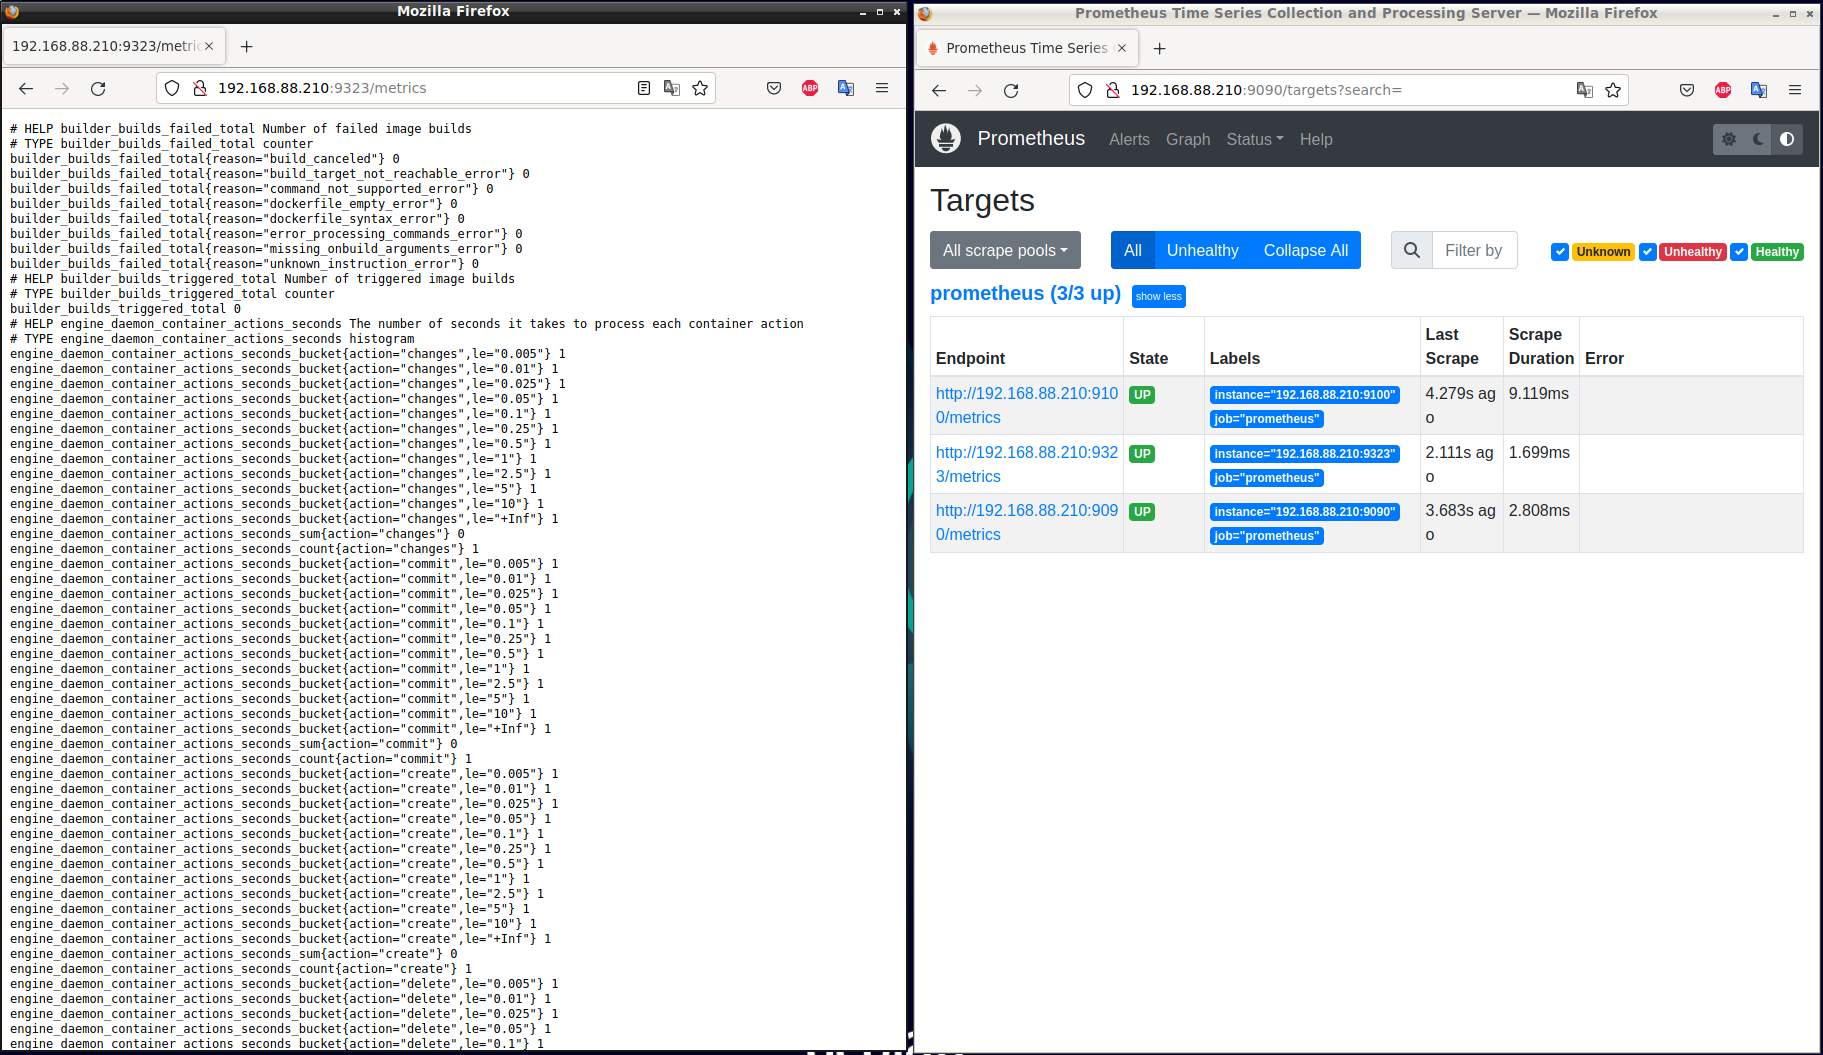 Mozilla Firefox
192.168.88.210:9323/metric
192.168.88.210:9323/metrics
ABP
# HELP builder_builds_failed_total Number of failed image builds
# TYPE builder_builds_failed_total counter
builder_builds_failed_total{reason="build_canceled"} 0
builder_builds_failed_total{reason="build_target_not_reachable_error"} 0
builder_builds_failed_total{reason="command_not_supported_error"} 0
builder_builds_failed_total{reason="dockerfile_empty_error"} 0
builder_builds_failed_total{reason="dockerfile_syntax_error"} 0
builder_builds_failed_total{reason="error_processing_commands_error"} 0
builder_builds_failed_total{reason="missing_onbuild_arguments_error"} 0
builder_builds_failed_total{reason="unknown_instruction_error"} 0
# HELP builder_builds_triggered_total Number of triggered image builds
# TYPE builder_builds_triggered_total counter
builder_builds_triggered_total 0
# HELP engine_daemon_container_actions_seconds The number of seconds it takes to process each container action
# TYPE engine_daemon_container_actions_seconds histogram
engine_daemon_container_actions_seconds_bucket{action="changes",le="0.005"} 1
engine_daemon_container_actions_seconds_bucket{action="changes",le="0.01"} 1
engine_daemon_container_actions_seconds_bucket{action="changes",le="0.025"} 1
engine_daemon_container_actions_seconds_bucket{action="changes",le="0.05"} 1
engine_daemon_container_actions_seconds_bucket{action="changes",le="0.1"} 1
engine_daemon_container_actions_seconds_bucket{action="changes",le="0.25"} 1
engine_daemon_container_actions_seconds_bucket{action="changes",le="0.5"} 1
engine_daemon_container_actions_seconds_bucket{action="changes",le="1"} 1
engine_daemon_container_actions_seconds_bucket{action="changes",le="2.5"} 1
engine_daemon_container_actions_seconds_bucket{action="changes",le="5"} 1
engine_daemon_container_actions_seconds_bucket{action="changes",le="10"} 1
engine_daemon_container_actions_seconds_bucket{action="changes",le="+Inf"} 1
engine_daemon_container_actions_seconds_sum{action="changes"} 0
engine_daemon_container_actions_seconds_count{action="changes"} 1
engine_daemon_container_actions_seconds_bucket{action="commit",le="0.005"} 1
engine_daemon_container_actions_seconds_bucket{action="commit",le="0.01"} 1
engine_daemon_container_actions_seconds_bucket{action="commit",le="0.025"} 1
engine_daemon_container_actions_seconds_bucket{action="commit",le="0.05"} 1
engine_daemon_container_actions_seconds_bucket{action="commit",le="0.1"} 1
engine_daemon_container_actions_seconds_bucket{action="commit",le="0.25"} 1
engine_daemon_container_actions_seconds_bucket{action="commit",le="0.5"} 1
engine_daemon_container_actions_seconds_bucket{action="commit",le="1"} 1
engine_daemon_container_actions_seconds_bucket{action="commit",le="2.5"} 1
engine_daemon_container_actions_seconds_bucket{action="commit",le="5"} 1
engine_daemon_container_actions_seconds_bucket{action="commit",le="10"} 1
engine_daemon_container_actions_seconds_bucket{action="commit",le="+Inf"} 1
engine_daemon_container_actions_seconds_sum{action="commit"} 0
engine_daemon_container_actions_seconds_count{action="commit"} 1
engine_daemon_container_actions_seconds_bucket{action="create",le="0.005"} 1
engine_daemon_container_actions_seconds_bucket{action="create",le="0.01"} 1
engine_daemon_container_actions_seconds_bucket{action="create",le="0.025"} 1
engine_daemon_container_actions_seconds_bucket{action="create",le="0.05"} 1
engine_daemon_container_actions_seconds_bucket{action="create",le="0.1"} 1
engine_daemon_container_actions_seconds_bucket{action="create",le="0.25"} 1
engine_daemon_container_actions_seconds_bucket{action="create",le="0.5"} 1
engine_daemon_container_actions_seconds_bucket{action="create",le="1"} 1
engine_daemon_container_actions_seconds_bucket{action="create",le="2.5"} 1
engine_daemon_container_actions_seconds_bucket{action="create",le="5"} 1
engine_daemon_container_actions_seconds_bucket{action="create",le="10"} 1
engine_daemon_container_actions_seconds_bucket{action="create",le="+Inf"} 1
engine_daemon_container_actions_seconds_sum{action="create"} 0
engine_daemon_container_actions_seconds_count{action="create"} 1
engine_daemon_container_actions_seconds_bucket{action="delete",le="0.005"} 1
engine_daemon_container_actions_seconds_bucket{action="delete",le="0.01"} 1
engine_daemon_container_actions_seconds_bucket{action="delete",le="0.025"} 1
engine_daemon_container_actions_seconds_bucket{action="delete",le="0.05"} 1
engine_daemon_container_actions_seconds_bucket{action="delete",le="0.1"} 1
Prometheus Time Series Collection and Processing Server — Mozilla Firefox
Prometheus Time Series
192.168.88.210:9090/targets?search=
ABP
Prometheus Alerts Graph Status Help
Targets
All scrape pools All Unhealthy Collapse All Filter by Unknown Unhealthy Healthy
prometheus (3/3 up) show less
Endpoint State Labels Last Scrape Scrape Duration Error
http://192.168.88.210:910 UP instance="192.168.88.210:9100" 4.279s ag 9.119ms
0/metrics job="prometheus" o
http://192.168.88.210:932 UP instance="192.168.88.210:9323" 2.111s ag 1.699ms
3/metrics job="prometheus" o
http://192.168.88.210:909 UP instance="192.168.88.210:9090" 3.683s ag 2.808ms
0/metrics job="prometheus" o